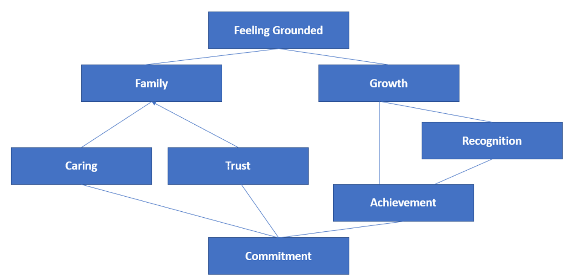 Feeling Grounded
Family
Growth
Recognition
Caring
Trust
Achievement
Commitment